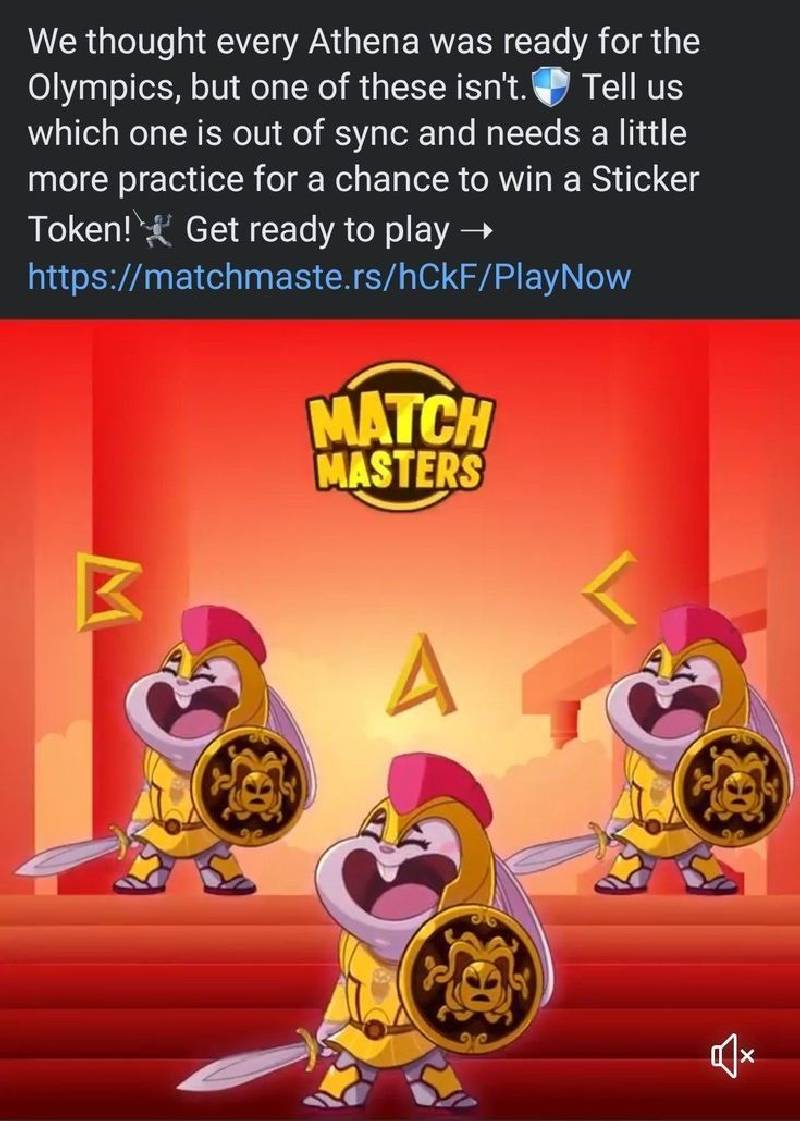 We thought every Athena was ready for the
Olympics, but one of these isn't.🛡️ Tell us
which one is out of sync and needs a little
more practice for a chance to win a Sticker
Token!🤺 Get ready to play →
https://matchmaste.rs/hCkF/PlayNow
MATCH
MASTERS
B
C
A